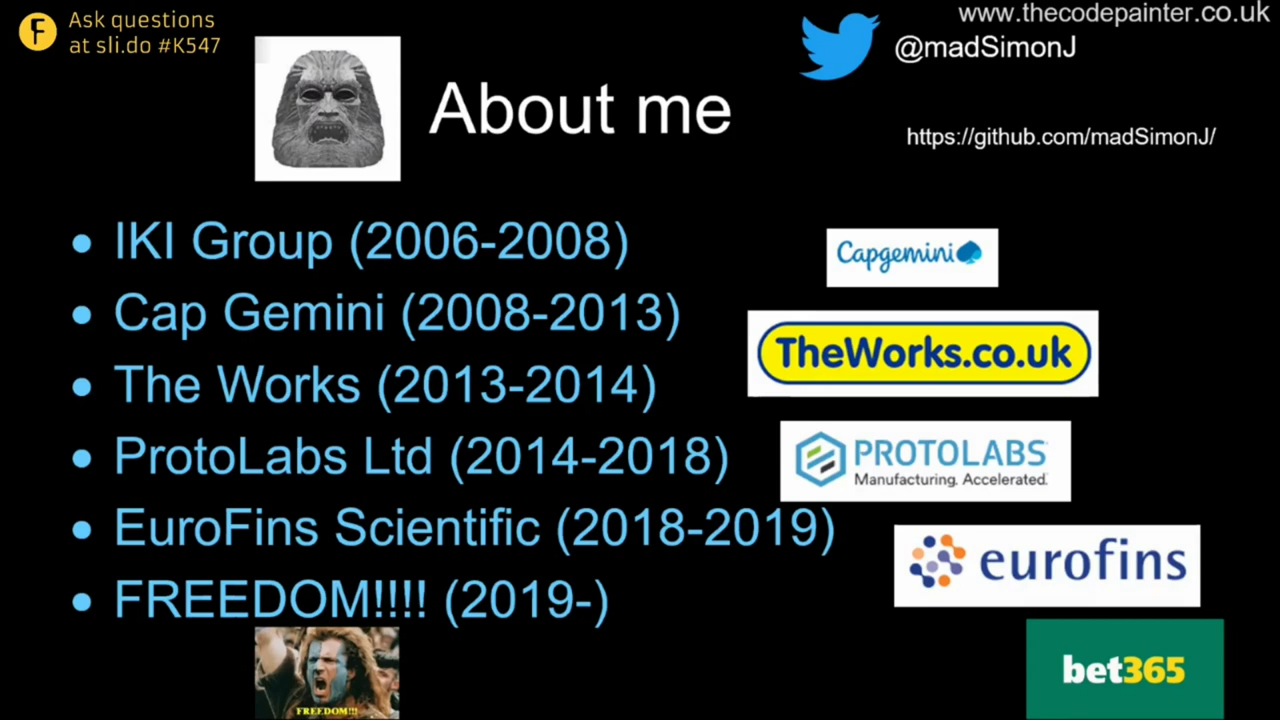 Ask questions
at sli.do #K547
www.thecodepainter.co.uk
@madSimonJ
About me
https://github.com/madSimonJ/
• IKI Group (2006-2008)
• Cap Gemini (2008-2013)
• The Works (2013-2014)
• ProtoLabs Ltd (2014-2018)
• EuroFins Scientific (2018-2019)
• FREEDOM!!!! (2019-)
Capgemini
TheWorks.co.uk
PROTOLABS
Manufacturing. Accelerated.
eurofins
FREEDOM!!!
bet365